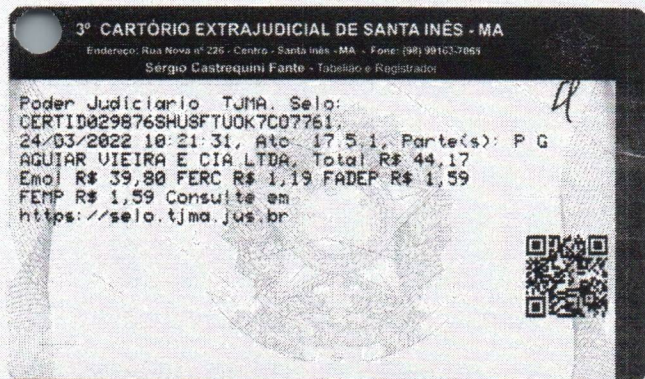 3º CARTÓRIO EXTRAJUDICIAL DE SANTA INÊS - MA
Endereço: Rua Nova nº 226 - Centro - Santa Inês - MA - Fone: (98) 99163-7065
Sérgio Castrequini Fante - Tabelião e Registrador
Poder Judiciario TJMA. Selo:
CERTID029876SHUSFTUOK7CO7761,
24/03/2022 10:21:31, Ato 17.5.1, Parte(s): P G
AGUIAR VIEIRA E CIA LTDA, Total R$ 44,17
Emol R$ 39,80 FERC R$ 1,19 FADEP R$ 1,59
FEMP R$ 1,59 Consulte em
https://selo.tjma.jus.br